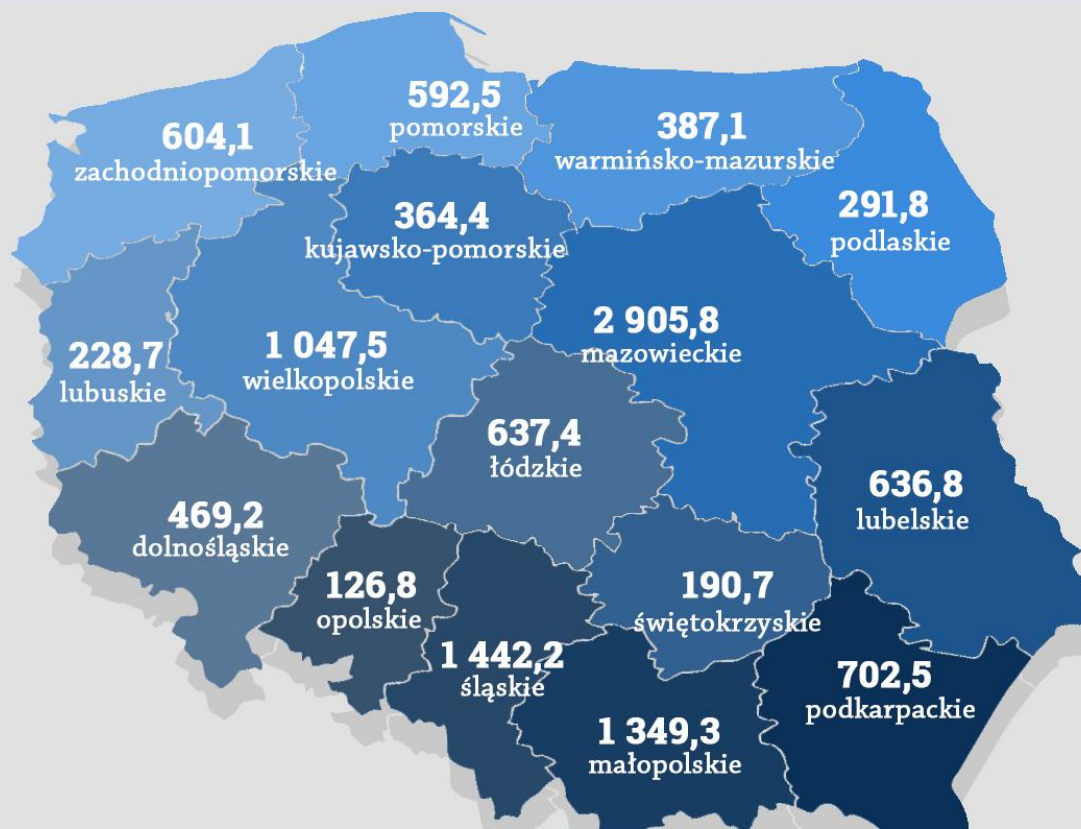 592,5
pomorskie
604,1
zachodniopomorskie
387,1
warmińsko-mazurskie
291,8
podlaskie
364,4
kujawsko-pomorskie
2 905,8
mazowieckie
1 047,5
wielkopolskie
228,7
lubuskie
637,4
łódzkie
636,8
lubelskie
469,2
dolnośląskie
126,8
opolskie
190,7
świętokrzyskie
1 442,2
śląskie
702,5
podkarpackie
1 349,3
małopolskie